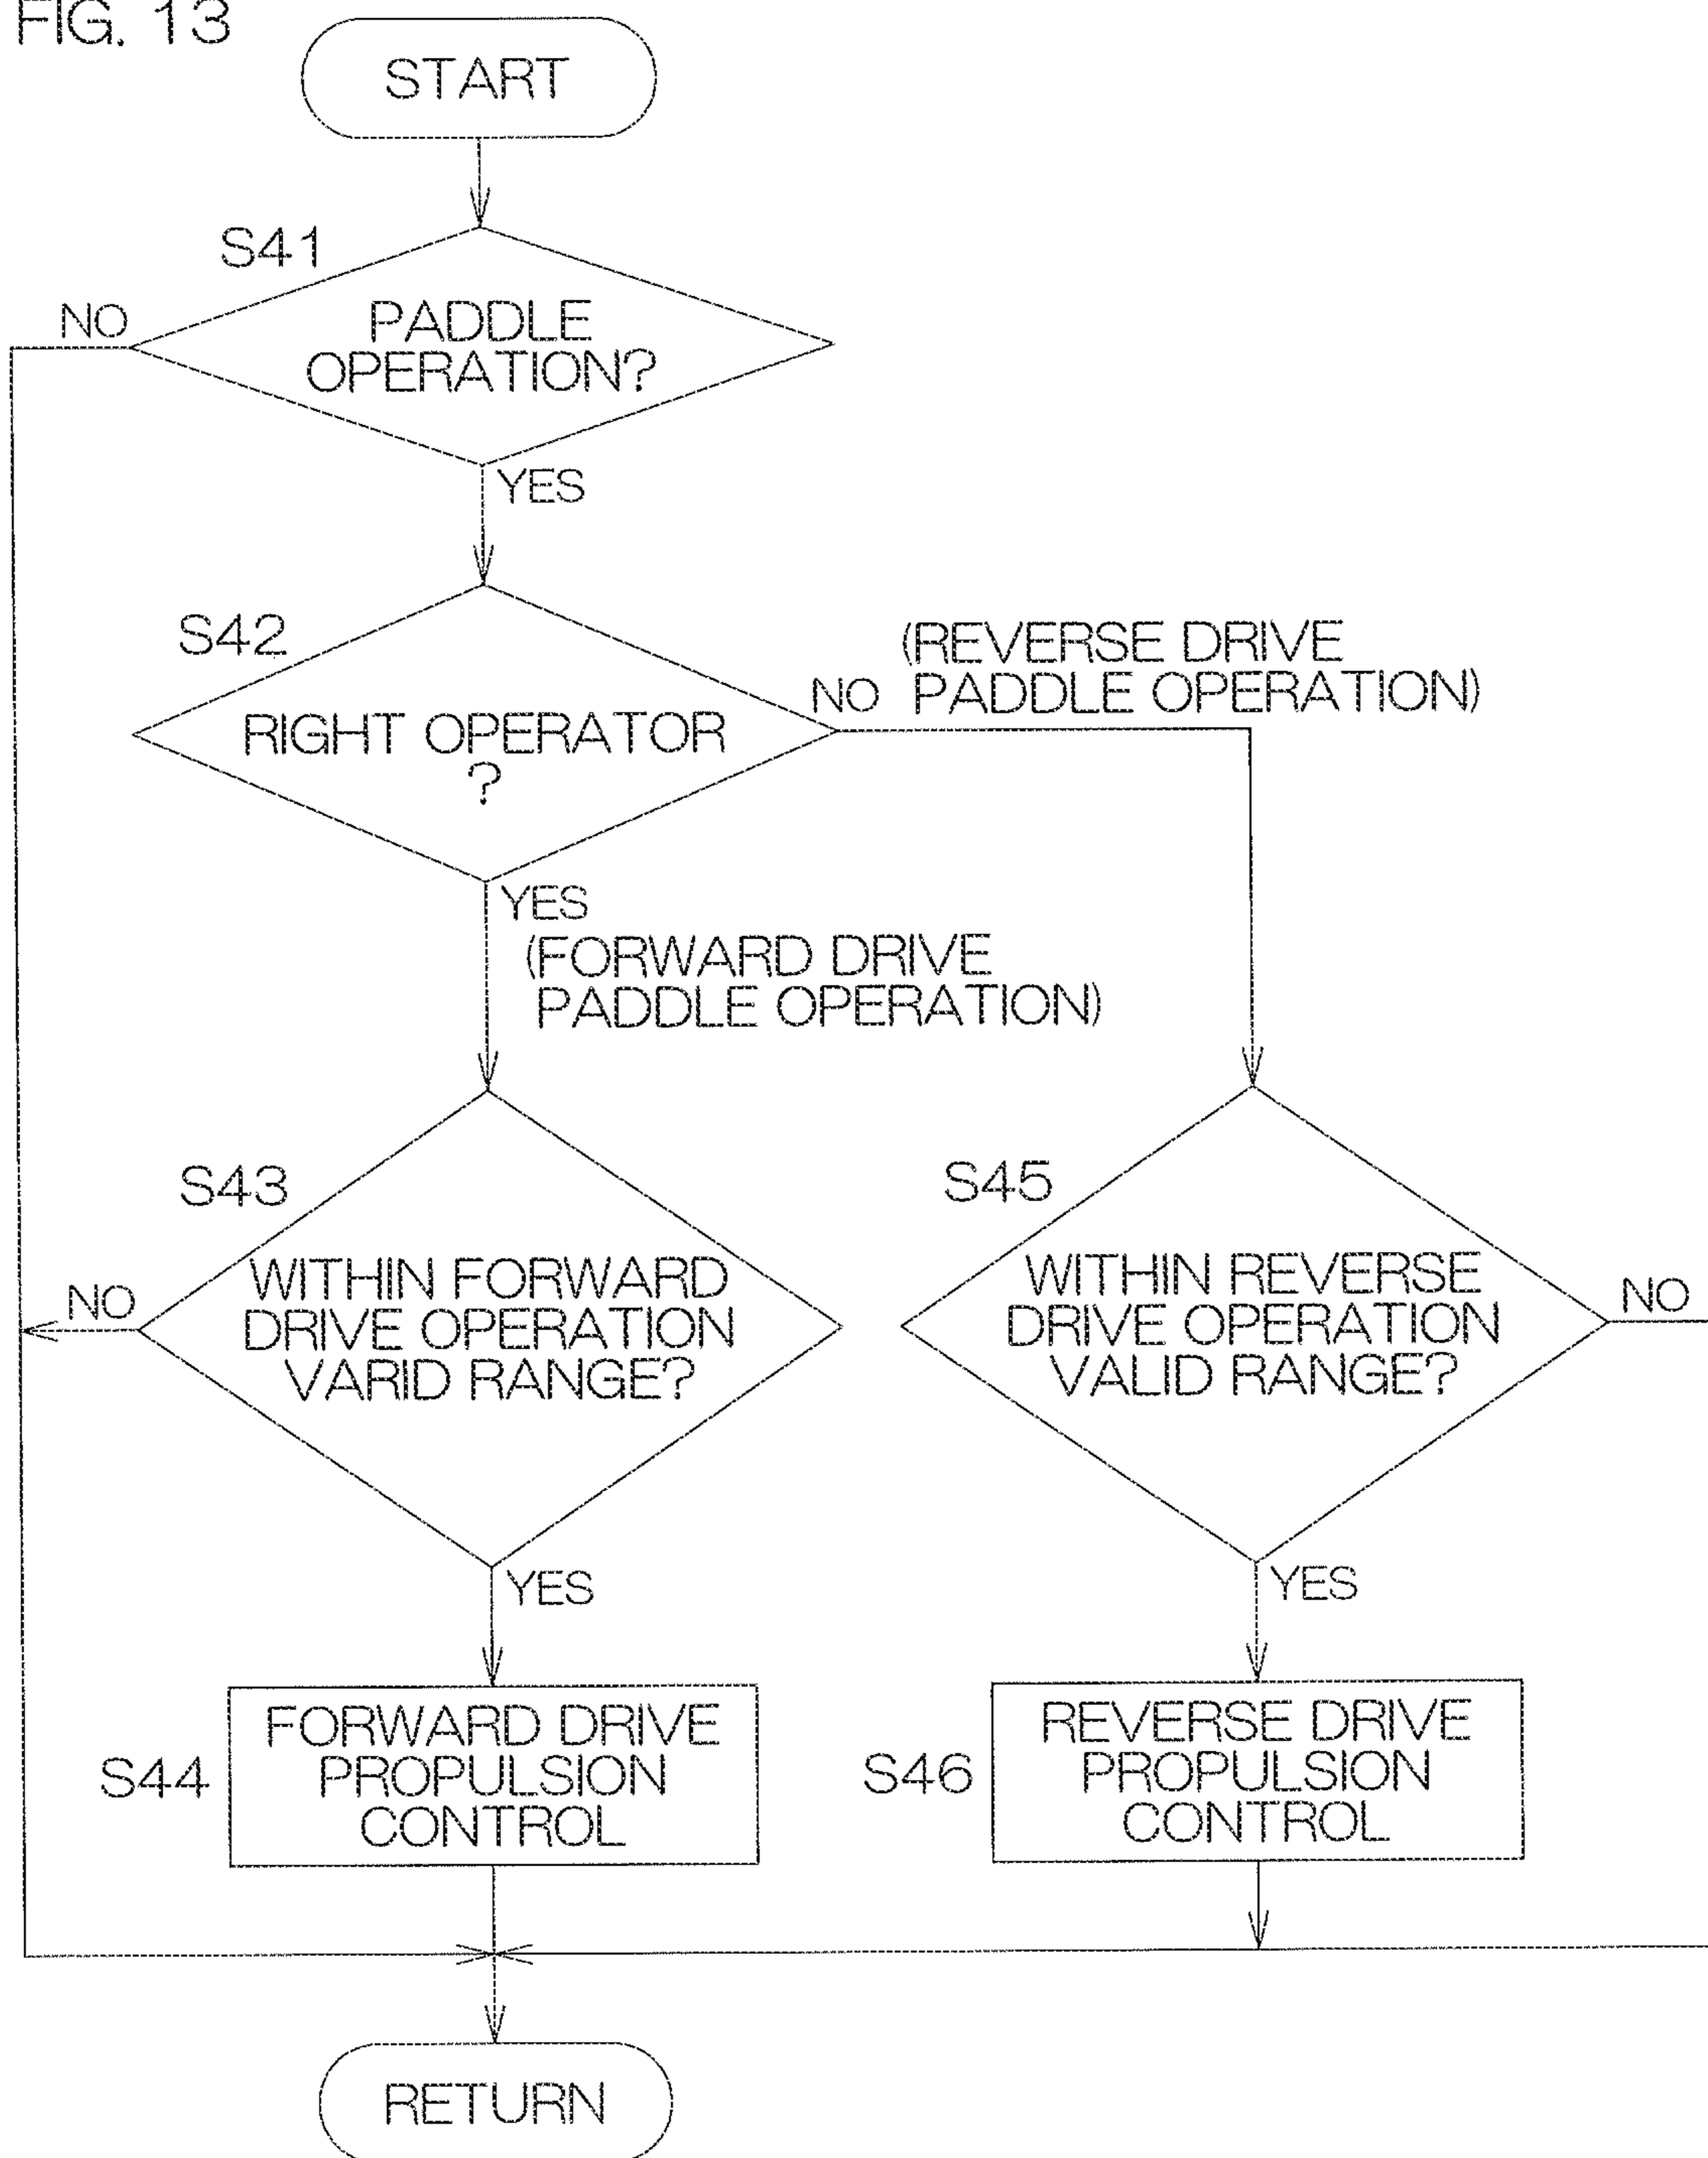 FIG. 13
START
S41
NO
PADDLE
OPERATION?
YES
S42
RIGHT OPERATOR
?
NO
(REVERSE DRIVE
PADDLE OPERATION)
YES
(FORWARD DRIVE
PADDLE OPERATION)
S43
NO
WITHIN FORWARD
DRIVE OPERATION
VARID RANGE?
YES
S45
WITHIN REVERSE
DRIVE OPERATION
VALID RANGE?
NO
YES
S44
FORWARD DRIVE
PROPULSION
CONTROL
S46
REVERSE DRIVE
PROPULSION
CONTROL
RETURN